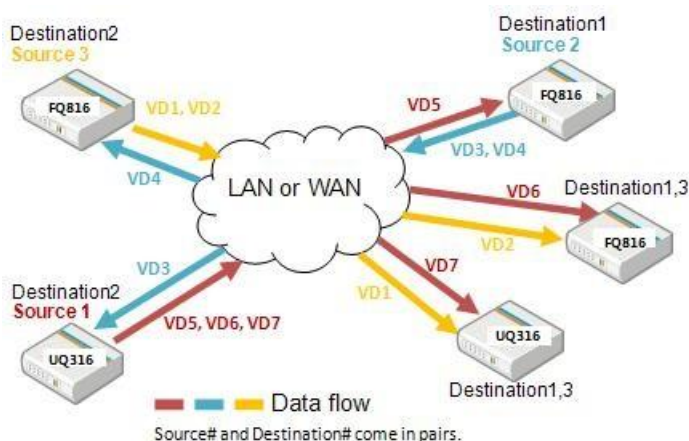 Destination2
Source 3
FQ816
VD1, VD2
VD4
Destination1
Source 2
FQ816
VD5
VD3, VD4
LAN or WAN
Destination1,3
FQ816
VD6
VD2
Destination2
Source 1
UQ316
VD3
VD5, VD6, VD7
VD7
VD1
UQ316
Destination1,3
Data flow
Source# and Destination# come in pairs.